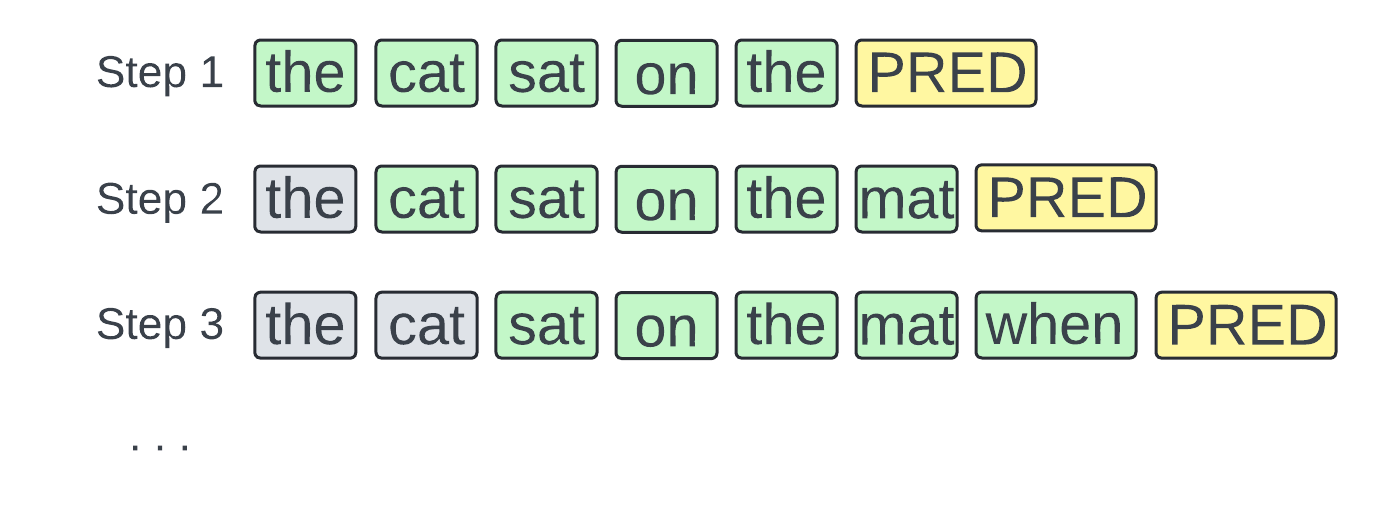 Step 1 the cat sat on the PRED
Step 2 the cat sat on the mat PRED
Step 3 the cat sat on the mat when PRED
. . .